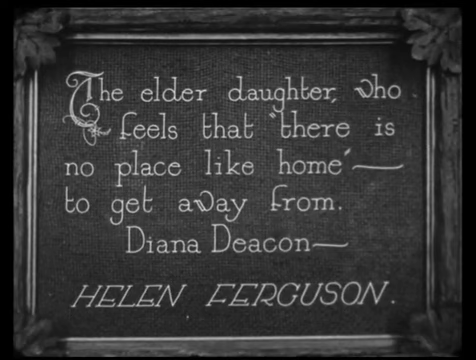 The elder daughter, who
feels that "there is
no place like home"—
to get away from.
Diana Deacon—
HELEN FERGUSON.